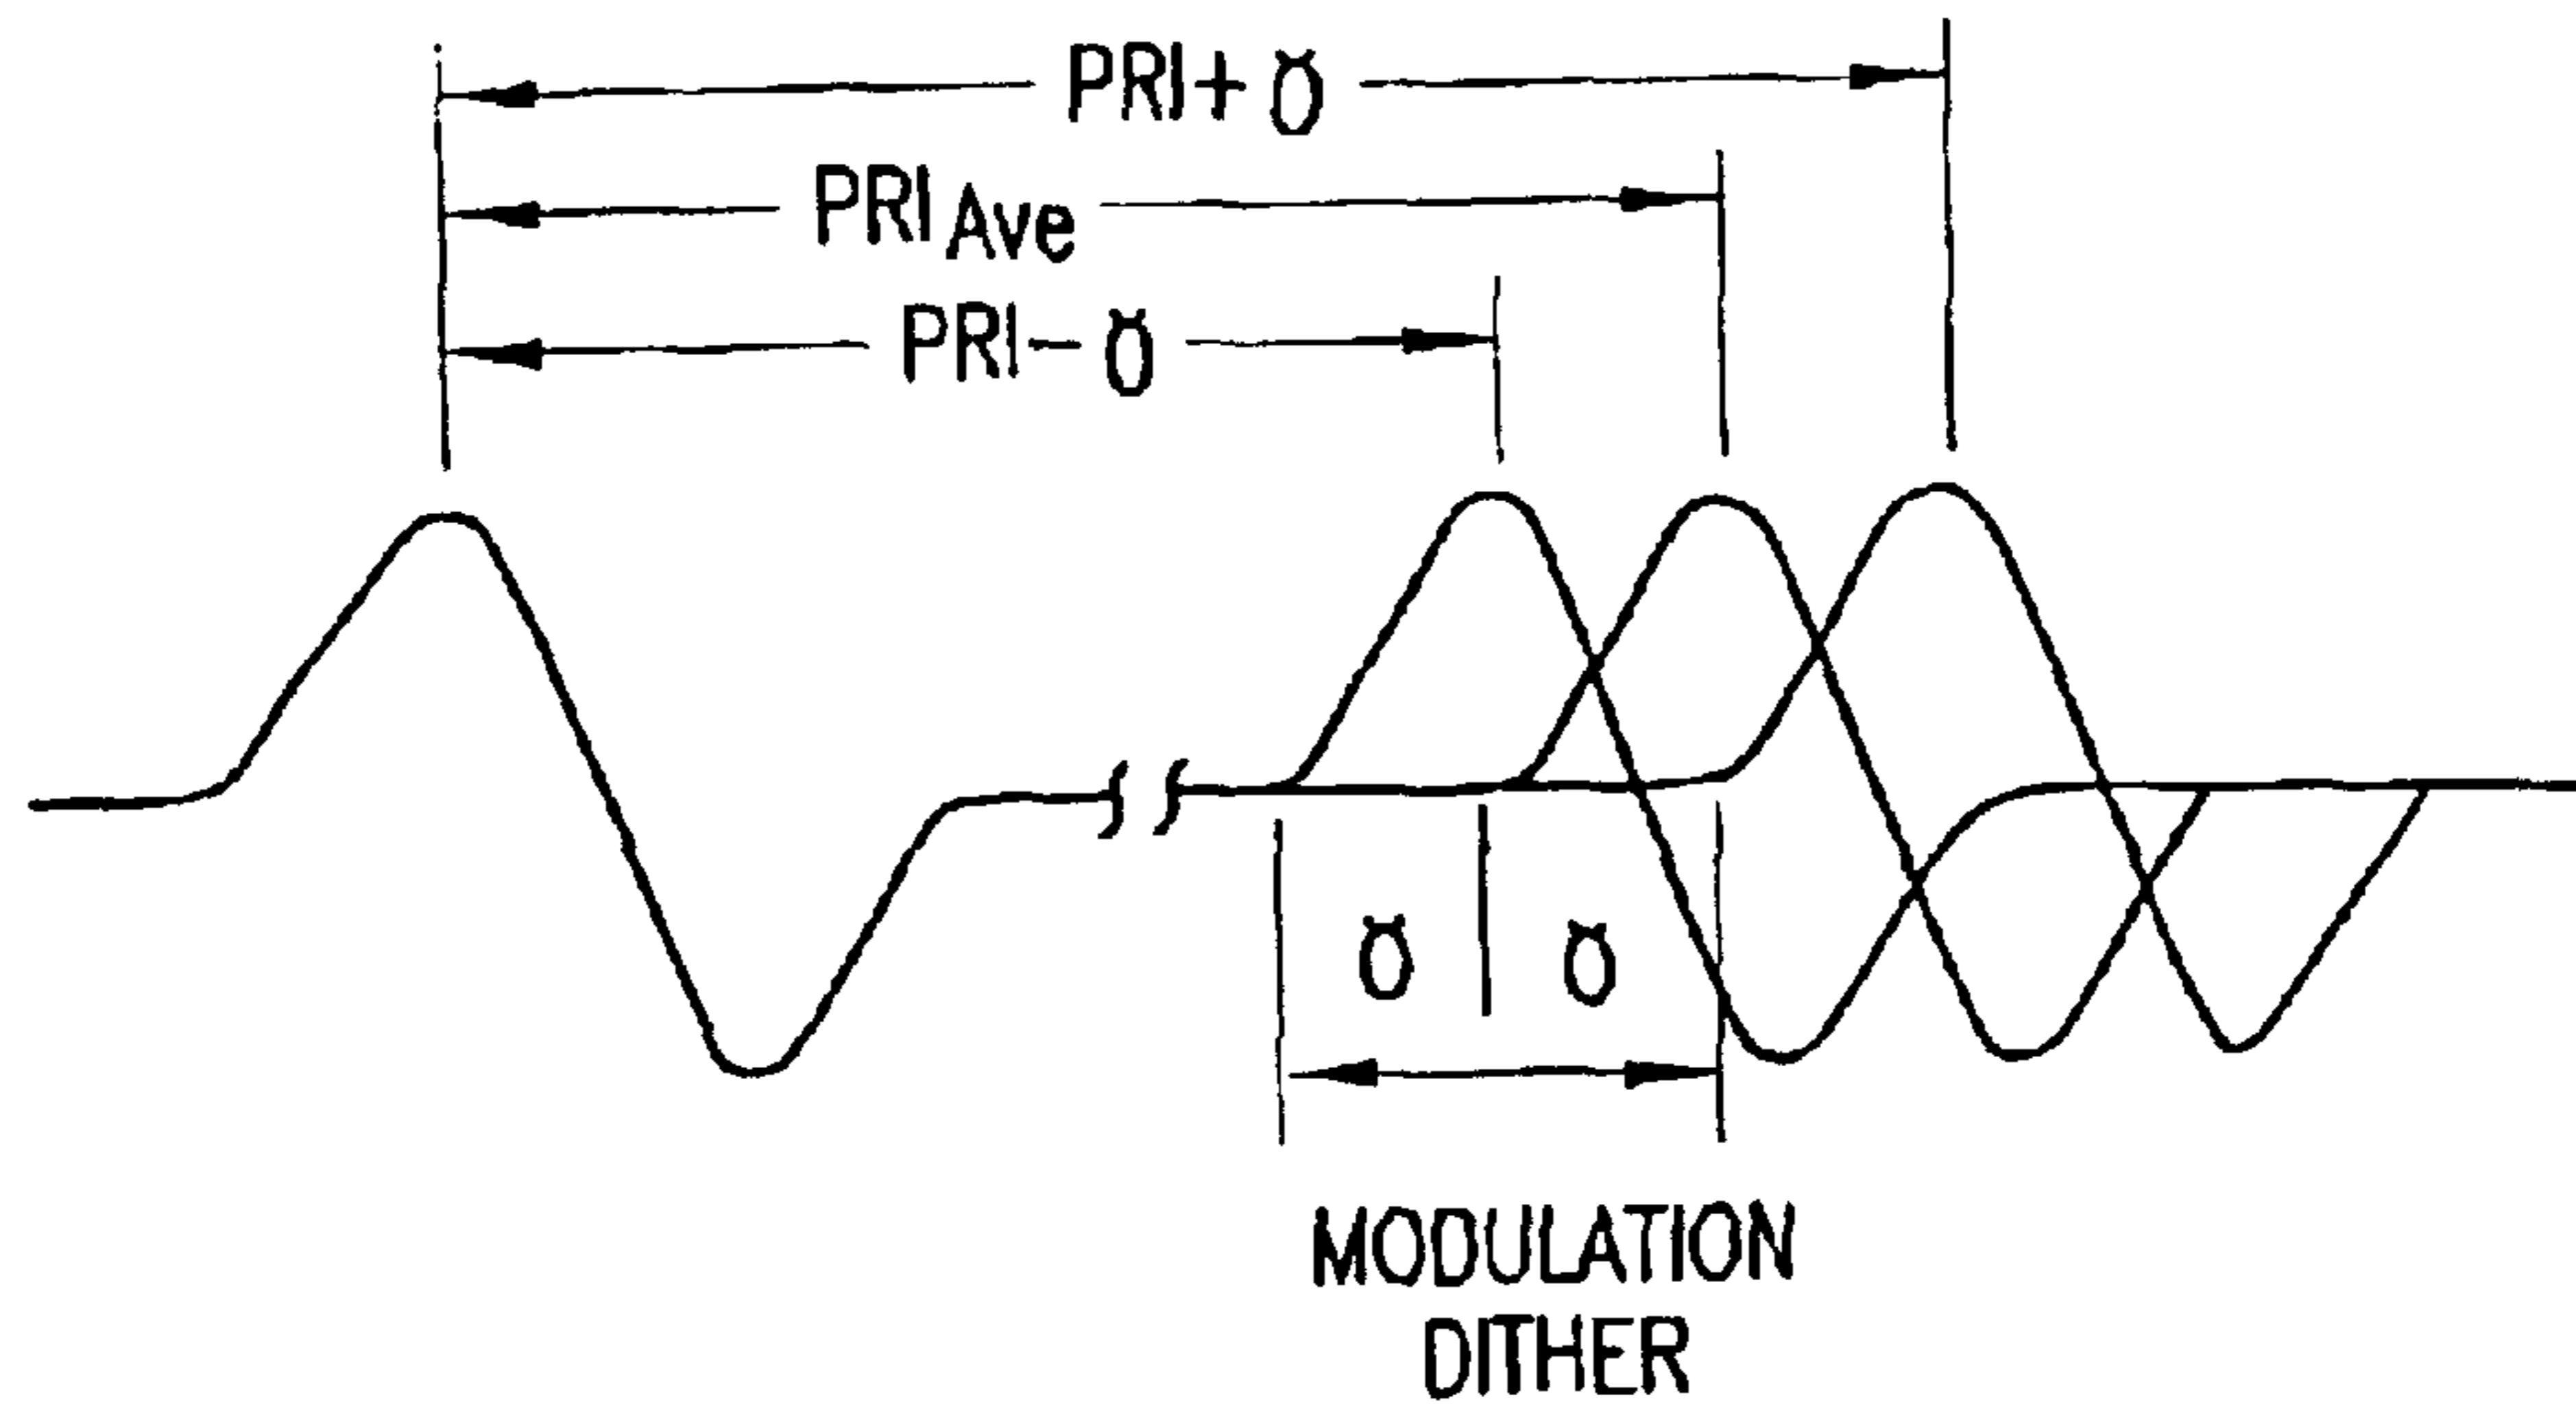 PRI+ ŏ
PRI Ave
PRI− ŏ
ŏ ŏ
MODULATION
DITHER